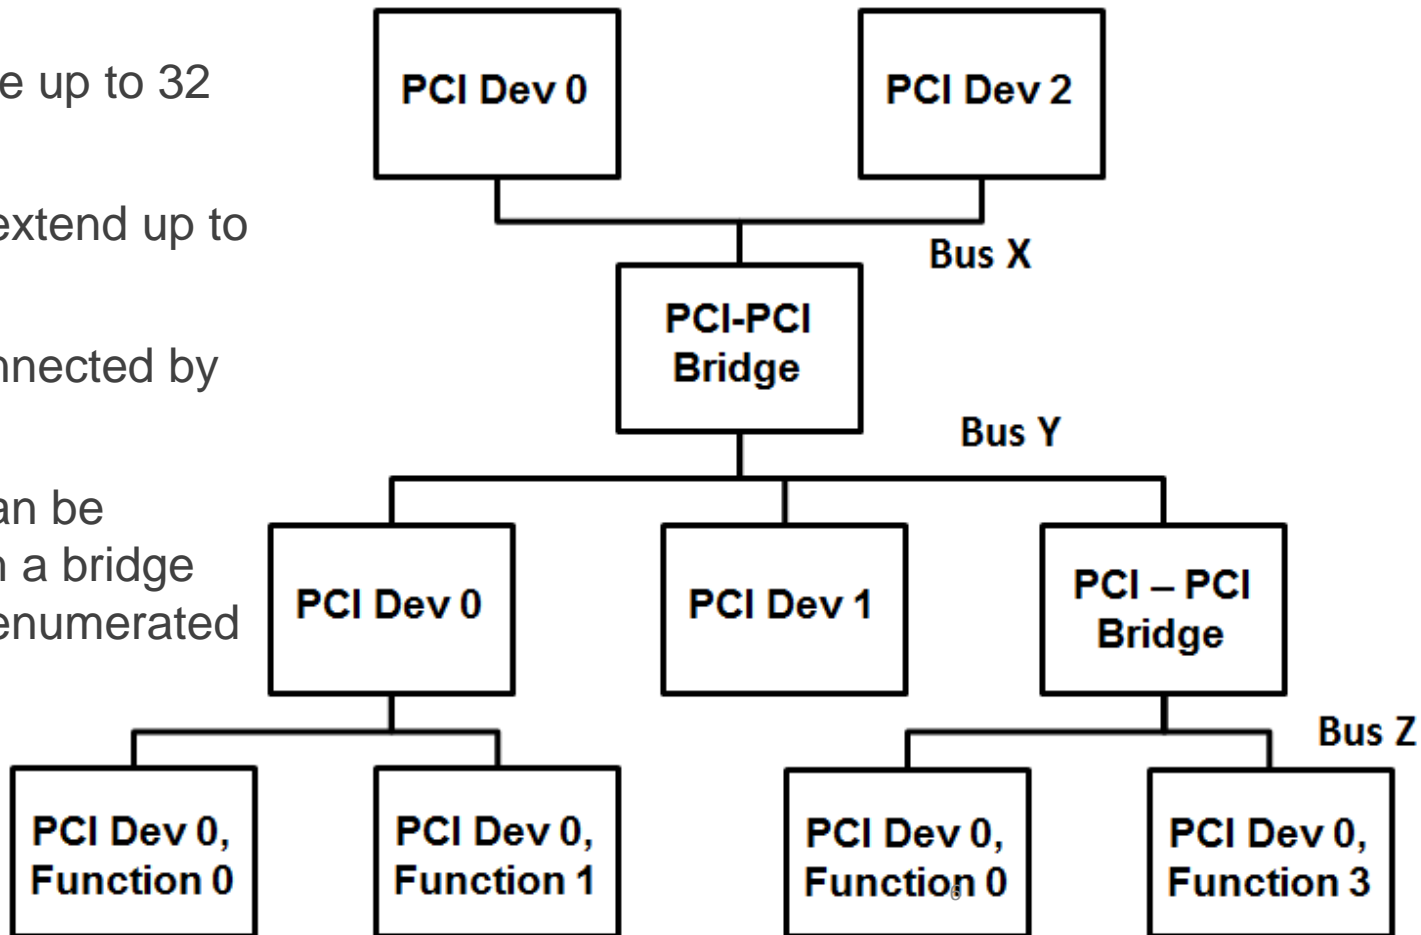 e up to 32
extend up to
nnected by
an be
n a bridge
enumerated
PCI Dev 0
PCI Dev 2
Bus X
PCI-PCI
Bridge
Bus Y
PCI Dev 0
PCI Dev 1
PCI – PCI
Bridge
Bus Z
PCI Dev 0,
Function 0
PCI Dev 0,
Function 1
PCI Dev 0,
Function 0
PCI Dev 0,
Function 3
6